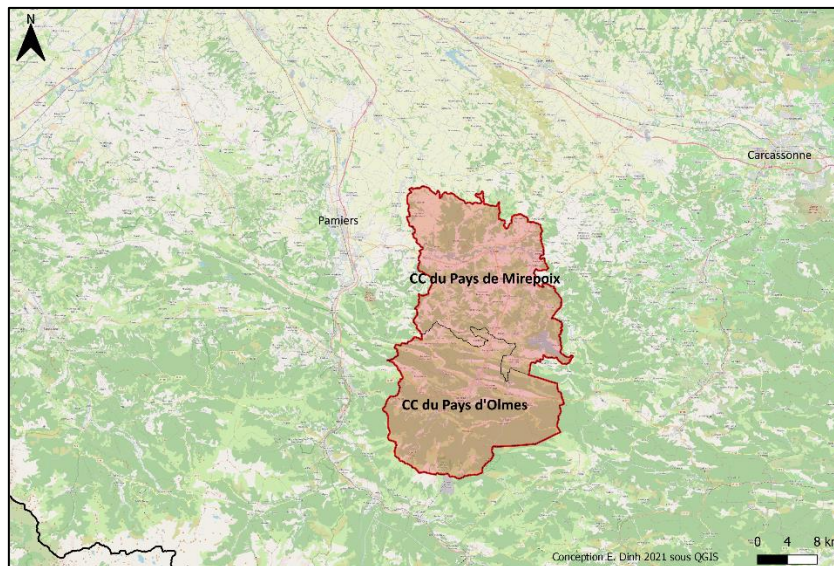 N
Carcassonne
Pamiers
CC du Pays de Mirepoix
CC du Pays d'Olmes
0 4 8 km
Conception E. Dinh 2021 sous QGIS